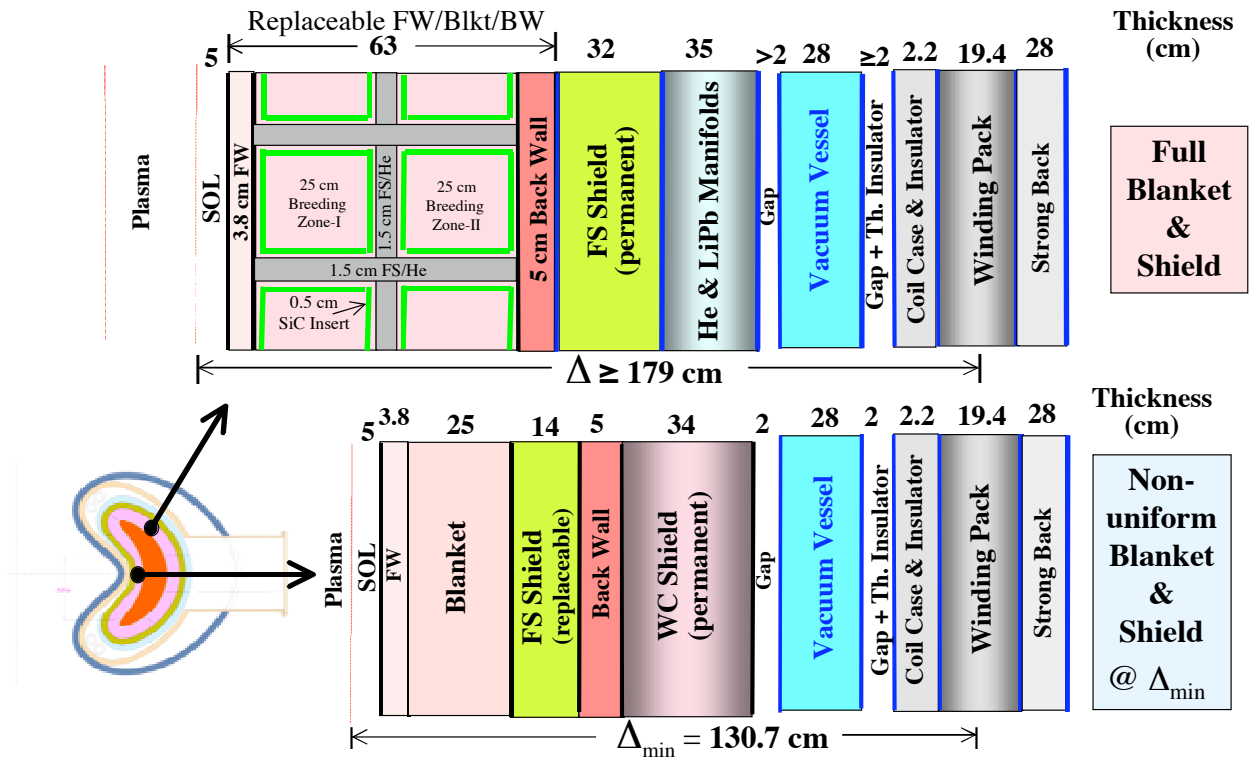 Replaceable FW/Blkt/BW
Thickness
(cm)
5
63
32
35
>2
28
≥2
2.2
19.4
28
Plasma
SOL
3.8 cm FW
25 cm
Breeding
Zone-I
1.5 cm FS/He
25 cm
Breeding
Zone-II
1.5 cm FS/He
0.5 cm
SiC Insert
5 cm Back Wall
FS Shield
(permanent)
He & LiPb Manifolds
Gap
Vacuum Vessel
Gap + Th. Insulator
Coil Case & Insulator
Winding Pack
Strong Back
Full
Blanket
&
Shield
Δ ≥ 179 cm
Thickness
(cm)
5
3.8
25
14
5
34
2
28
2
2.2
19.4
28
Plasma
SOL
FW
Blanket
FS Shield
(replaceable)
Back Wall
WC Shield
(permanent)
Gap
Vacuum Vessel
Gap + Th. Insulator
Coil Case & Insulator
Winding Pack
Strong Back
Non-
uniform
Blanket
&
Shield
@ Δmin
Δmin = 130.7 cm